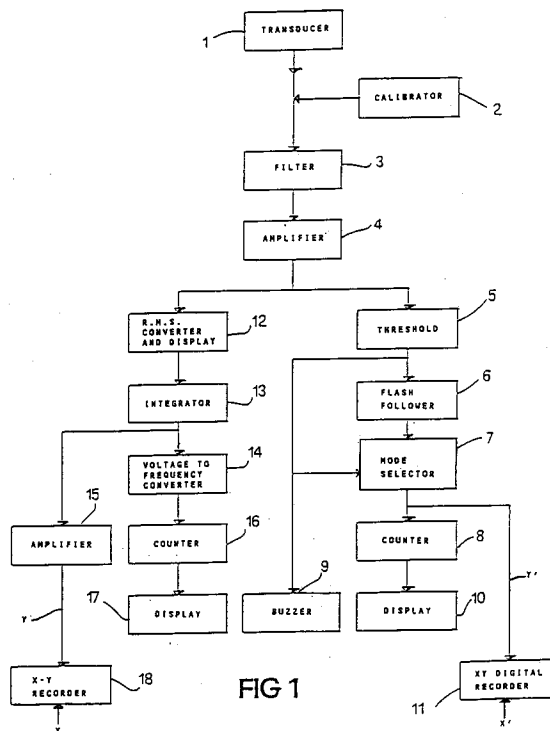 1
TRANSDUCER
CALIBRATOR
2
FILTER
3
AMPLIFIER
4
R.M.S.
CONVERTER
AND DISPLAY
12
5
THRESHOLD
INTEGRATOR
13
FLASH
FOLLOWER
6
VOLTAGE TO
FREQUENCY
CONVERTER
14
MODE
SELECTOR
7
15
AMPLIFIER
COUNTER
16
COUNTER
8
9
Y'
17
DISPLAY
BUZZER
DISPLAY
10
Y'
X-Y
RECORDER
18
FIG 1
XY DIGITAL
RECORDER
11
X
X'